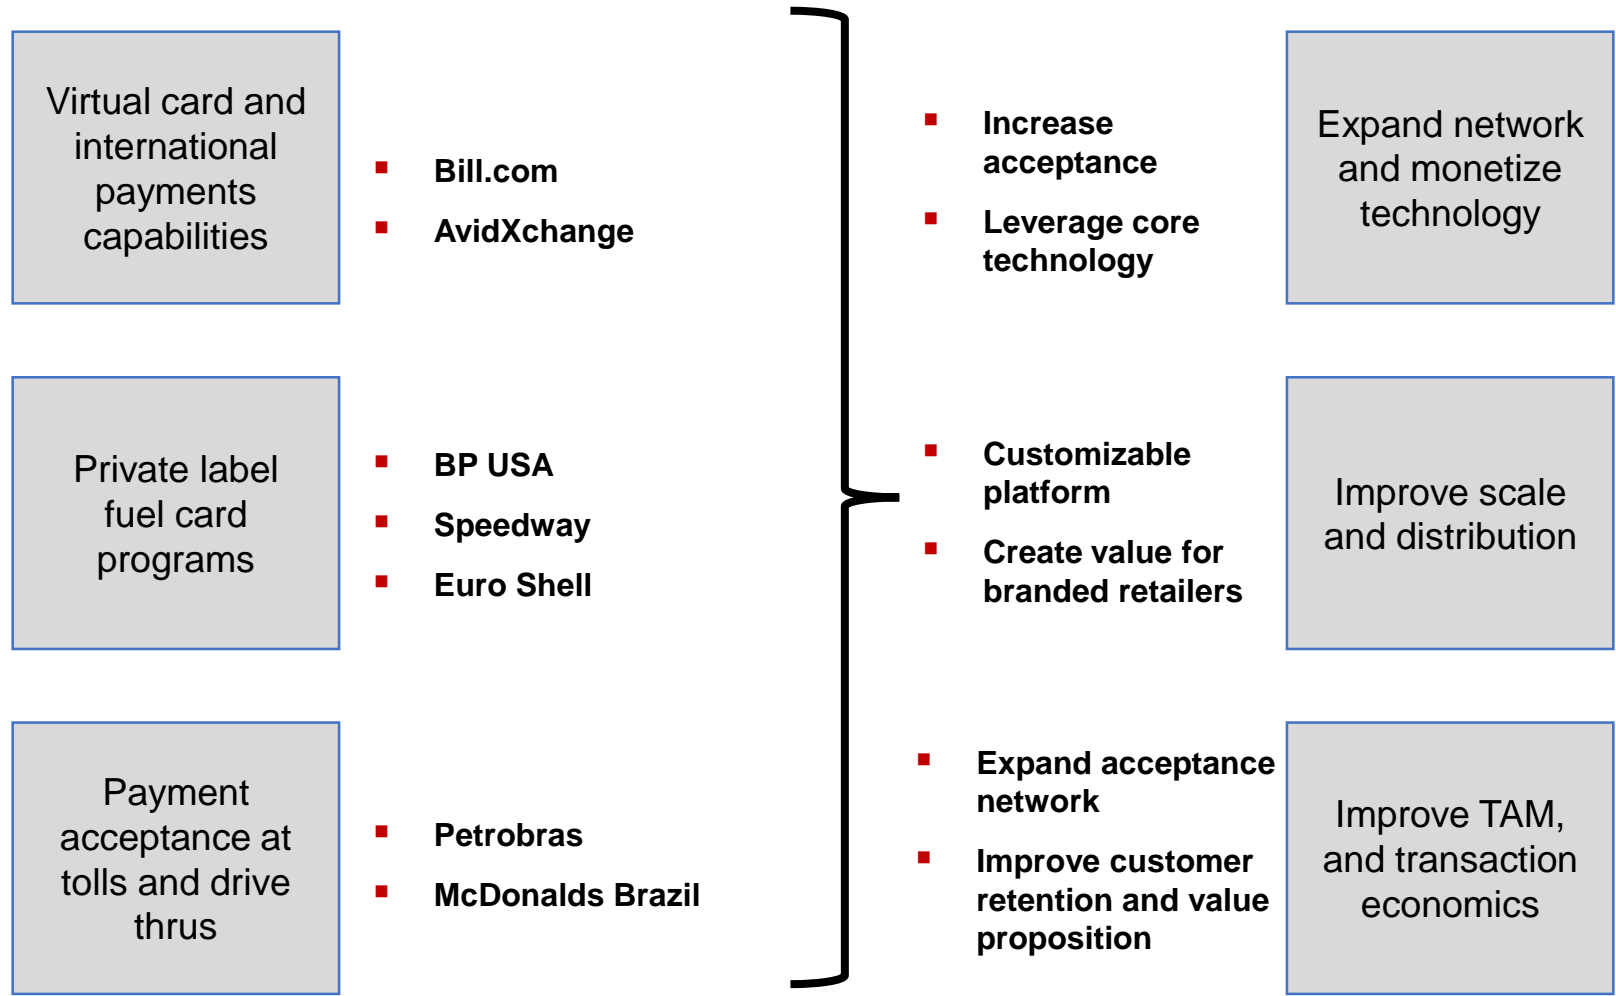 Virtual card and
international
payments
capabilities
Bill.com
AvidXchange
Increase
acceptance
Leverage core
technology
Expand network
and monetize
technology
Private label
fuel card
programs
BP USA
Speedway
Euro Shell
Customizable
platform
Create value for
branded retailers
Improve scale
and distribution
Payment
acceptance at
tolls and drive
thrus
Petrobras
McDonalds Brazil
Expand acceptance
network
Improve customer
retention and value
proposition
Improve TAM,
and transaction
economics